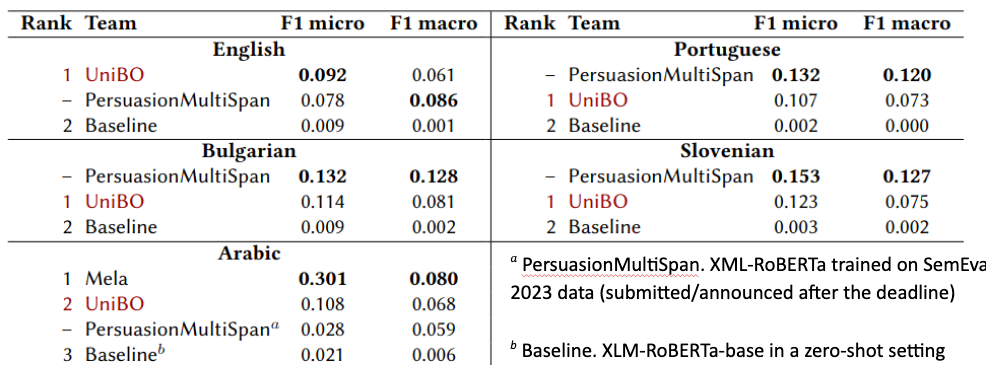 Rank Team F1 micro F1 macro
English
1 UniBO 0.092 0.061
– PersuasionMultiSpan 0.078 0.086
2 Baseline 0.009 0.001
Bulgarian
– PersuasionMultiSpan 0.132 0.128
1 UniBO 0.114 0.081
2 Baseline 0.009 0.002
Arabic
1 Mela 0.301 0.080
2 UniBO 0.108 0.068
– PersuasionMultiSpanᵃ 0.028 0.059
3 Baselineᵇ 0.021 0.006
Rank Team F1 micro F1 macro
Portuguese
– PersuasionMultiSpan 0.132 0.120
1 UniBO 0.107 0.073
2 Baseline 0.002 0.000
Slovenian
– PersuasionMultiSpan 0.153 0.127
1 UniBO 0.123 0.075
2 Baseline 0.003 0.002
ᵃ PersuasionMultiSpan. XML-RoBERTa trained on SemEva
2023 data (submitted/announced after the deadline)
ᵇ Baseline. XLM-RoBERTa-base in a zero-shot setting